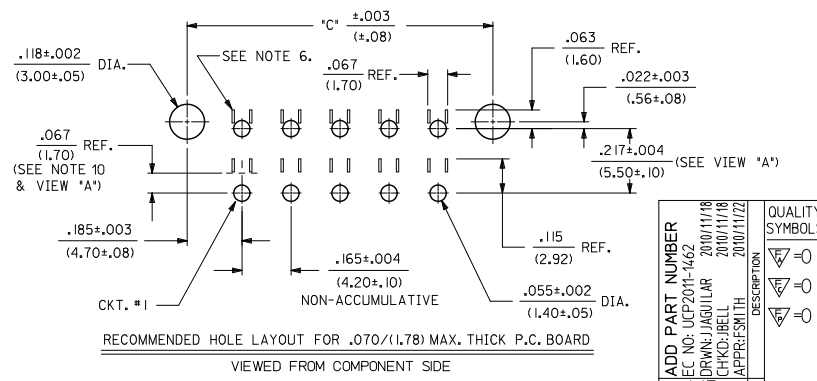 "C" ±.003
(±.08)
.118±.002
(3.00±.05) DIA.
SEE NOTE 6.
.067
(1.70) REF.
.063
(1.60) REF.
.022±.003
(.56±.08)
.067
(1.70) REF.
(SEE NOTE 10
& VIEW "A")
.217±.004
(5.50±.10) (SEE VIEW "A")
.185±.003
(4.70±.08)
.165±.004
(4.20±.10)
NON-ACCUMULATIVE
.115
(2.92) REF.
.055±.002
(1.40±.05) DIA.
CKT. #1
RECOMMENDED HOLE LAYOUT FOR .070/(1.78) MAX. THICK P.C. BOARD
VIEWED FROM COMPONENT SIDE
ADD PART NUMBER
EC NO: UCP2011-1462
DRWN:JJAGUILAR 2010/11/18
CH'KD:JBELL 2010/11/18
APPR:FSMITH 2010/11/22
DESCRIPTION
QUALITY
SYMBOLS
=0
=0
=0